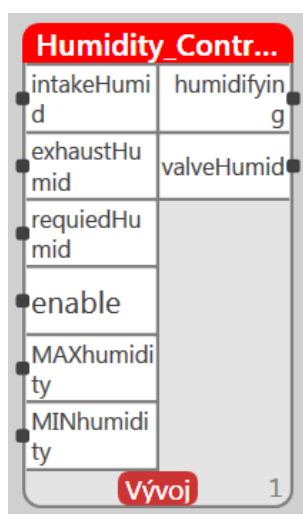 Humidity_Contr...
intakeHumi
d
humidifyin
g
exhaustHu
mid
valveHumid
requiedHu
mid
enable
MAXhumidi
ty
MINhumidi
ty
Vývoj
1